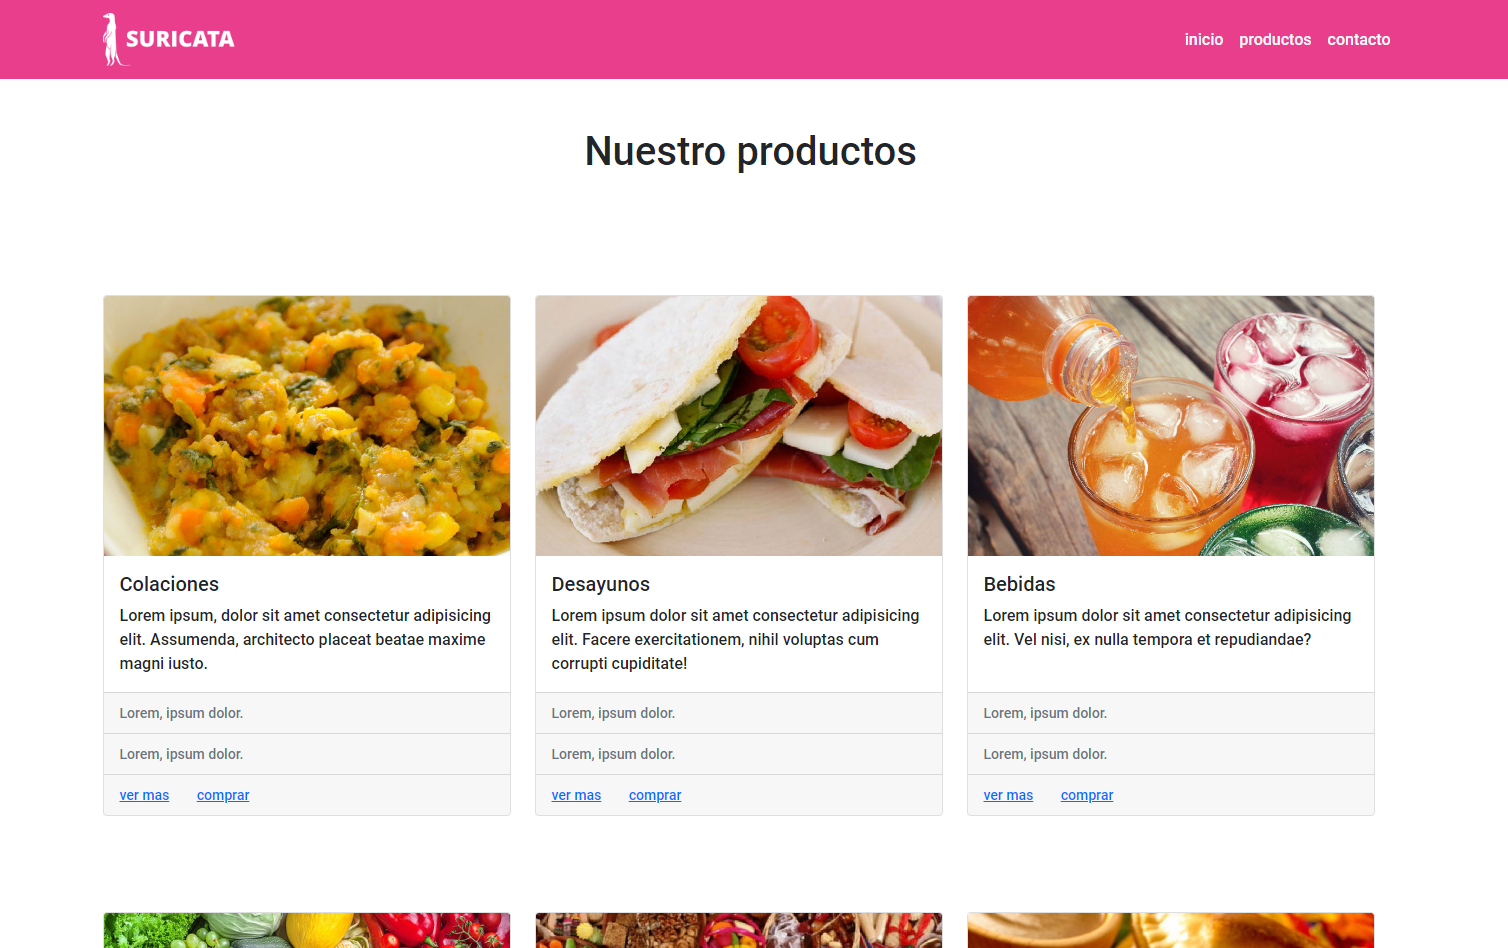 SURICATA
inicio productos contacto
Nuestro productos
Colaciones
Lorem ipsum, dolor sit amet consectetur adipisicing
elit. Assumenda, architecto placeat beatae maxime
magni iusto.
Lorem, ipsum dolor.
Lorem, ipsum dolor.
ver mas comprar
Desayunos
Lorem ipsum dolor sit amet consectetur adipisicing
elit. Facere exercitationem, nihil voluptas cum
corrupti cupiditate!
Lorem, ipsum dolor.
Lorem, ipsum dolor.
ver mas comprar
Bebidas
Lorem ipsum dolor sit amet consectetur adipisicing
elit. Vel nisi, ex nulla tempora et repudiandae?
Lorem, ipsum dolor.
Lorem, ipsum dolor.
ver mas comprar